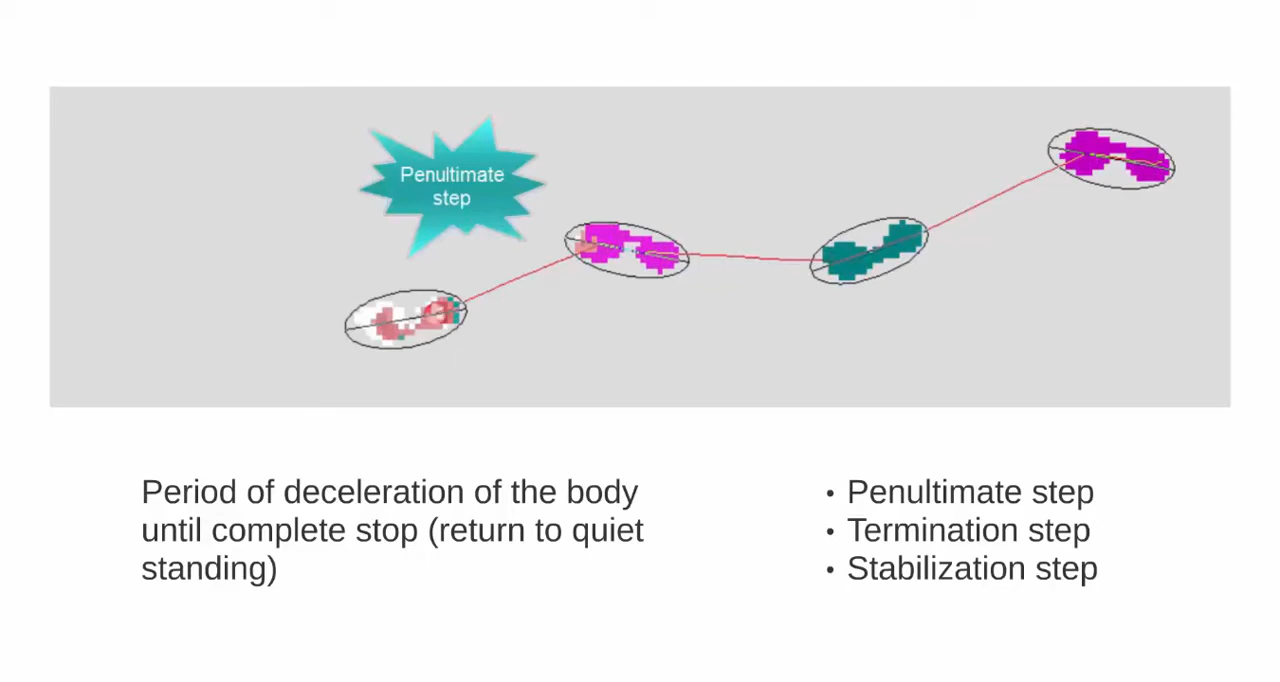 Penultimate
step
Period of deceleration of the body
until complete stop (return to quiet
standing)
• Penultimate step
• Termination step
• Stabilization step